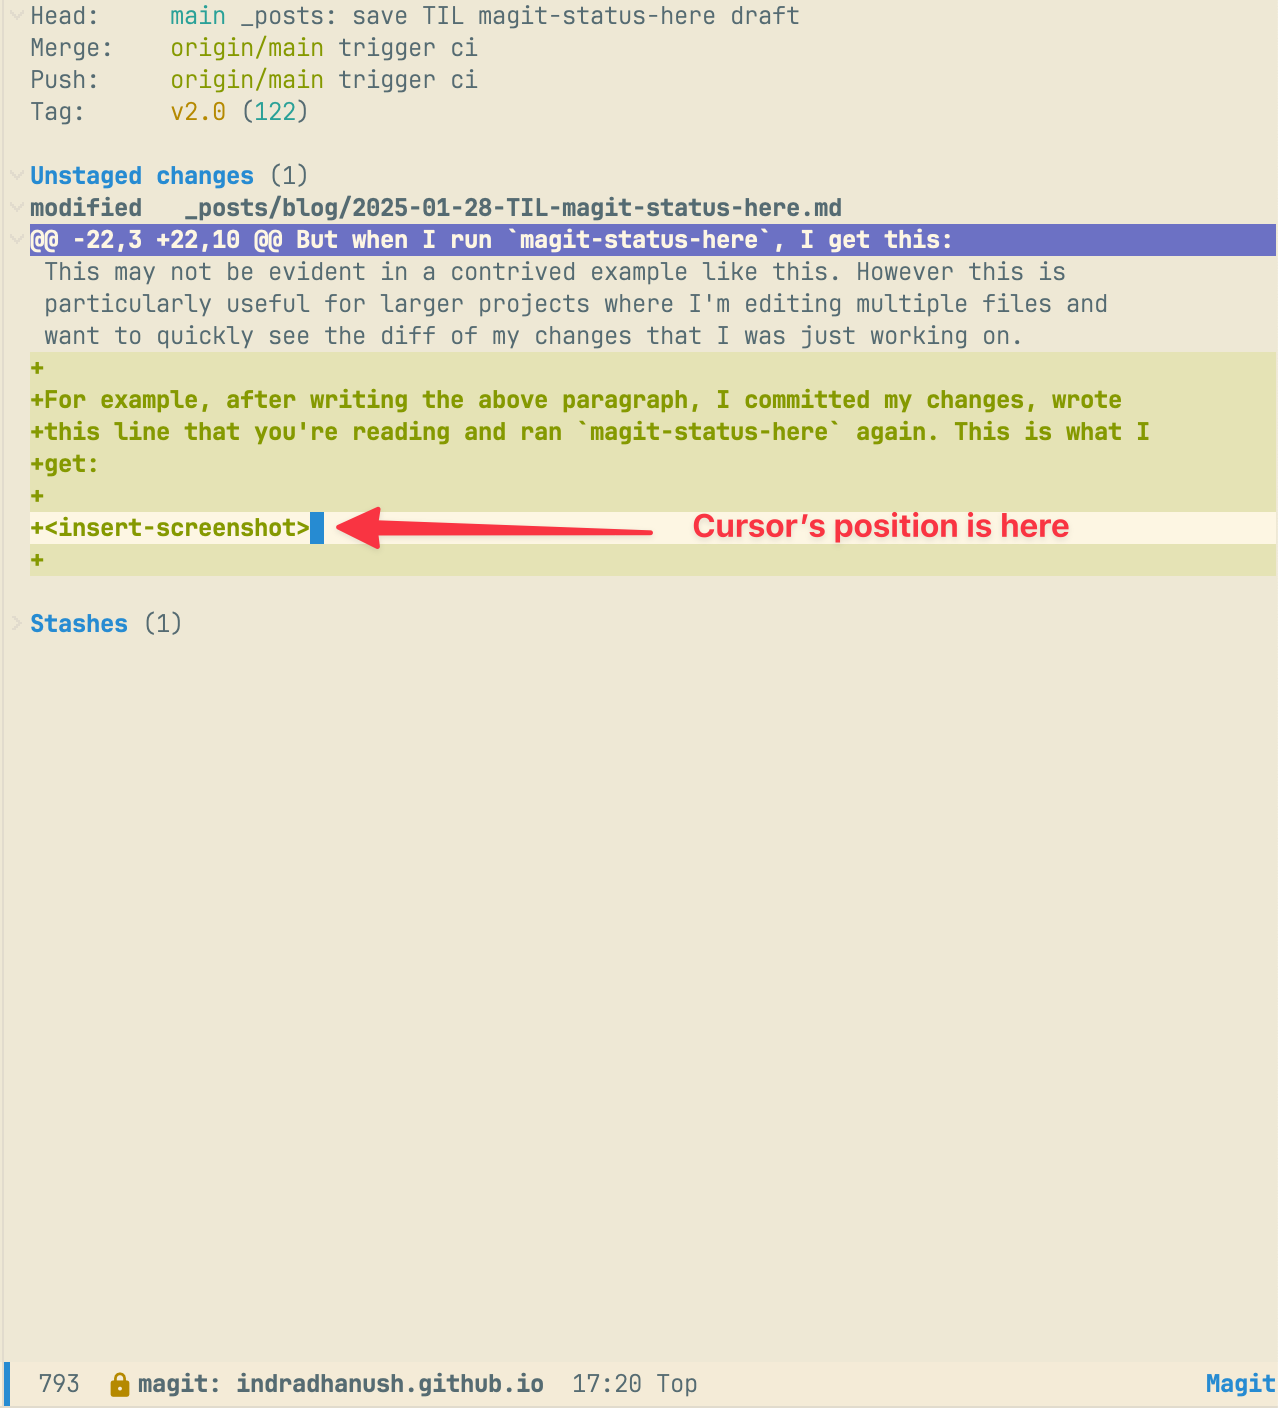 Head:     main _posts: save TIL magit-status-here draft
Merge:    origin/main trigger ci
Push:     origin/main trigger ci
Tag:      v2.0 (122)
Unstaged changes (1)
modified   _posts/blog/2025-01-28-TIL-magit-status-here.md
@@ -22,3 +22,10 @@ But when I run `magit-status-here`, I get this:
 This may not be evident in a contrived example like this. However this is
 particularly useful for larger projects where I'm editing multiple files and
 want to quickly see the diff of my changes that I was just working on.
+
+For example, after writing the above paragraph, I committed my changes, wrote
+this line that you're reading and ran `magit-status-here` again. This is what I
+get:
+
+<insert-screenshot> Cursor’s position is here
+
Stashes (1)
793 magit: indradhanush.github.io 17:20 Top Magit